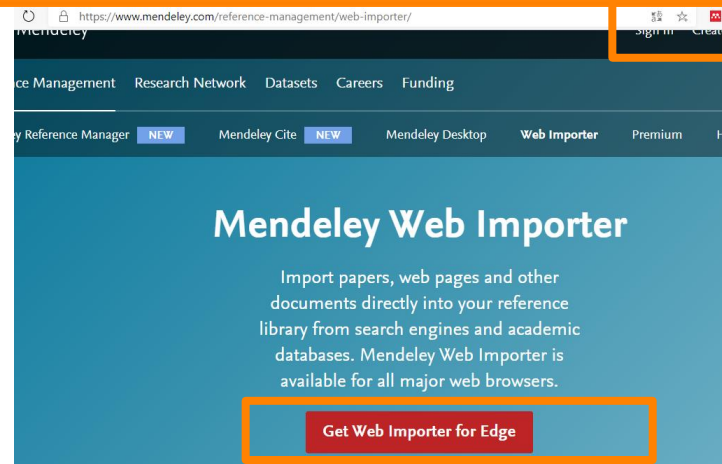 https://www.mendeley.com/reference-management/web-importer/
Mendeley
Sign In Create
ce Management Research Network Datasets Careers Funding
y Reference Manager NEW Mendeley Cite NEW Mendeley Desktop Web Importer Premium H
Mendeley Web Importer
Import papers, web pages and other
documents directly into your reference
library from search engines and academic
databases. Mendeley Web Importer is
available for all major web browsers.
Get Web Importer for Edge